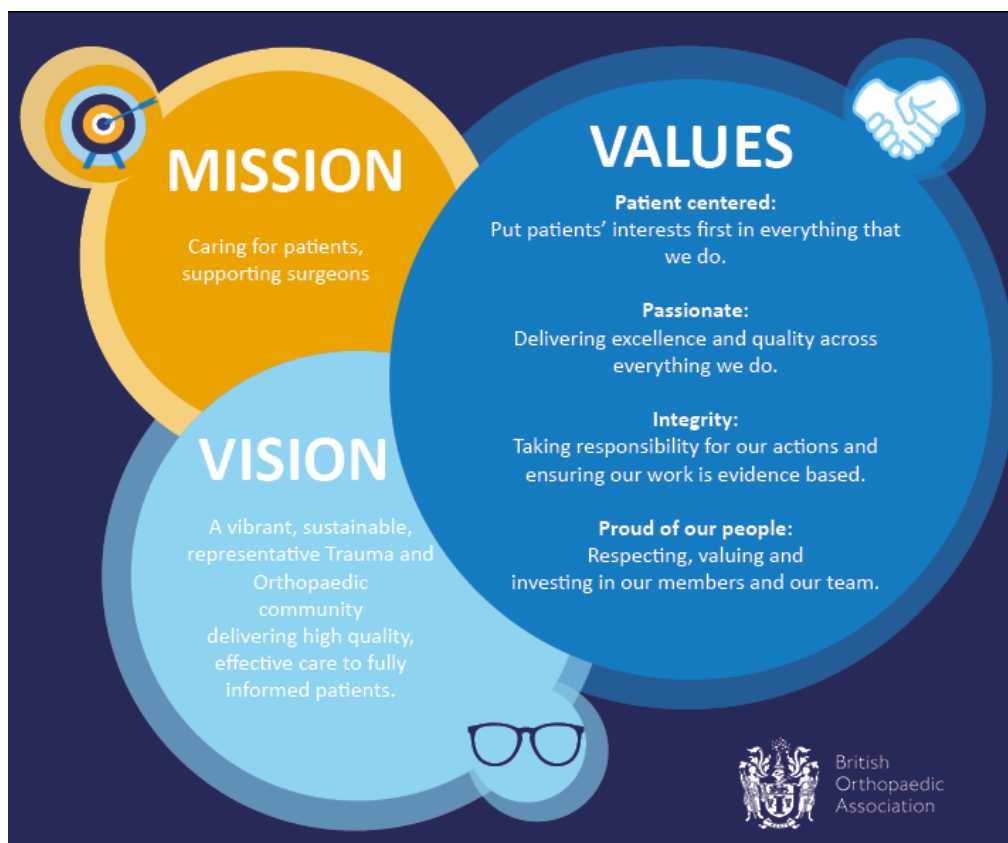 MISSION
Caring for patients,
supporting surgeons
VISION
A vibrant, sustainable,
representative Trauma and
Orthopaedic
community
delivering high quality,
effective care to fully
informed patients.
VALUES
Patient centered:
Put patients' interests first in everything that
we do.
Passionate:
Delivering excellence and quality across
everything we do.
Integrity:
Taking responsibility for our actions and
ensuring our work is evidence based.
Proud of our people:
Respecting, valuing and
investing in our members and our team.
British
Orthopaedic
Association